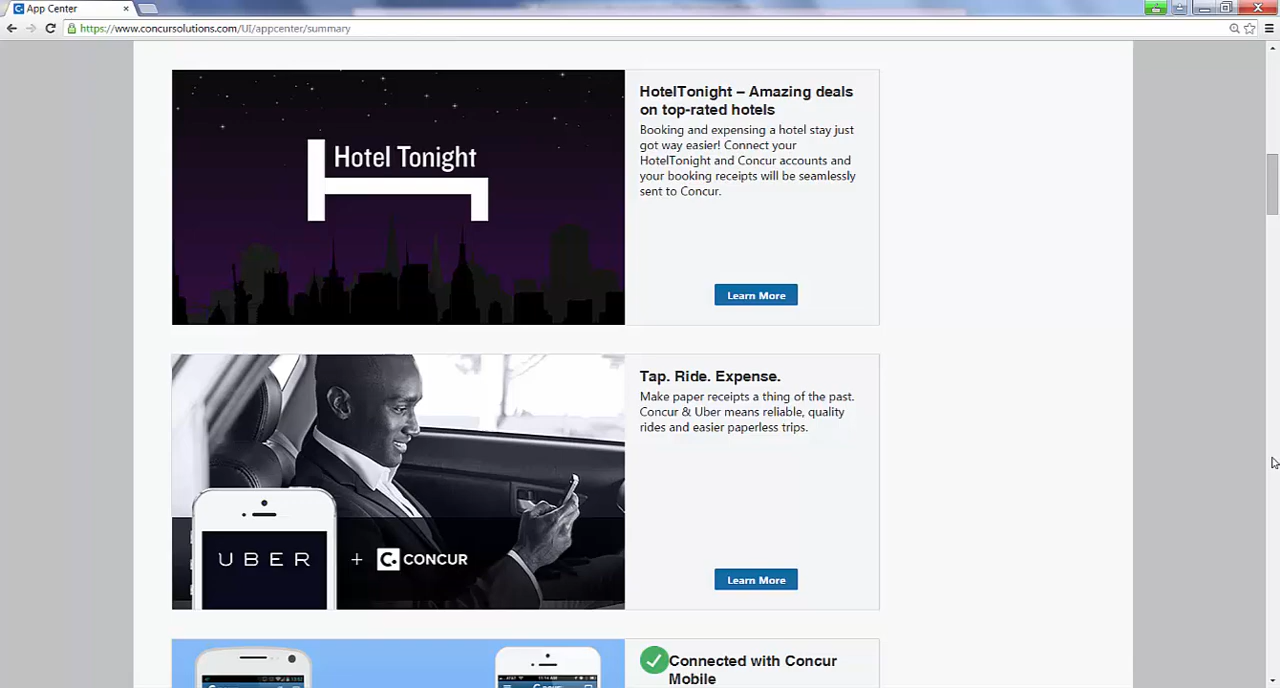 App Center
https://www.concursolutions.com/UI/appcenter/summary
Hotel Tonight
HotelTonight – Amazing deals
on top-rated hotels
Booking and expensing a hotel stay just
got way easier! Connect your
HotelTonight and Concur accounts and
your booking receipts will be seamlessly
sent to Concur.
Learn More
UBER + C. CONCUR
Tap. Ride. Expense.
Make paper receipts a thing of the past.
Concur & Uber means reliable, quality
rides and easier paperless trips.
Learn More
Connected with Concur
Mobile